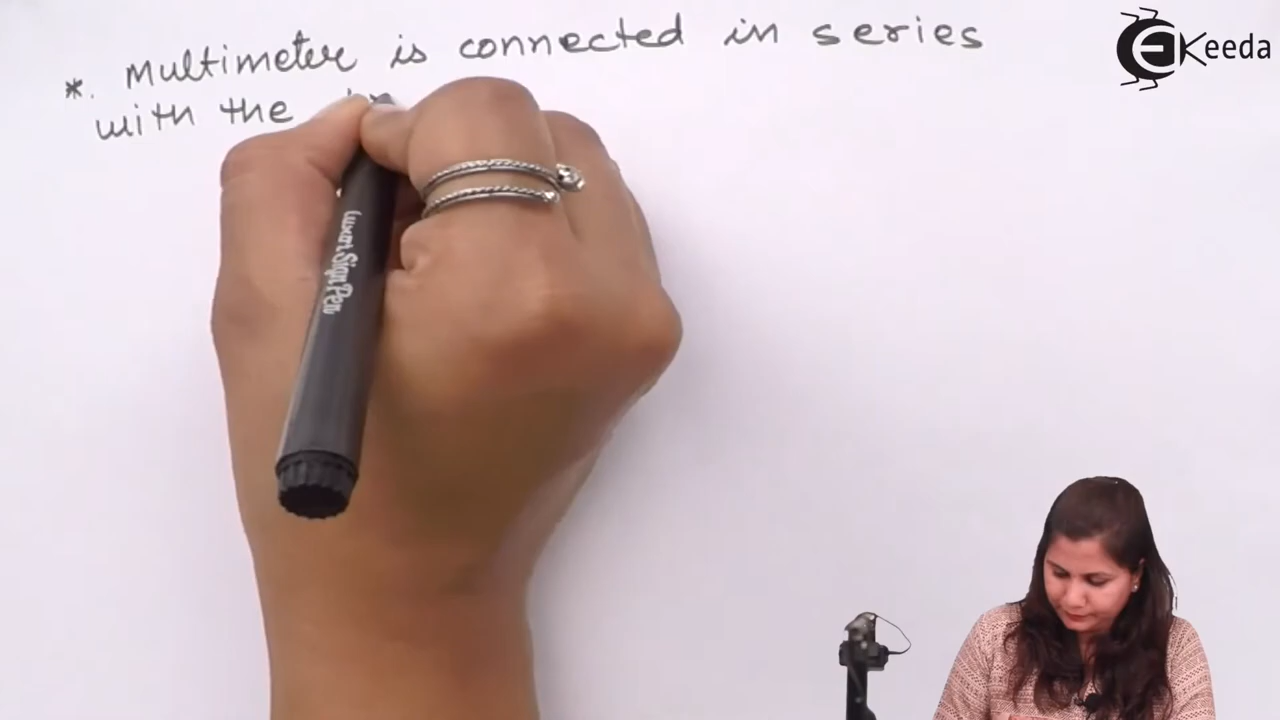 EKeeda
*. Multimeter is connected in series
with the
Luxor Sign Pen